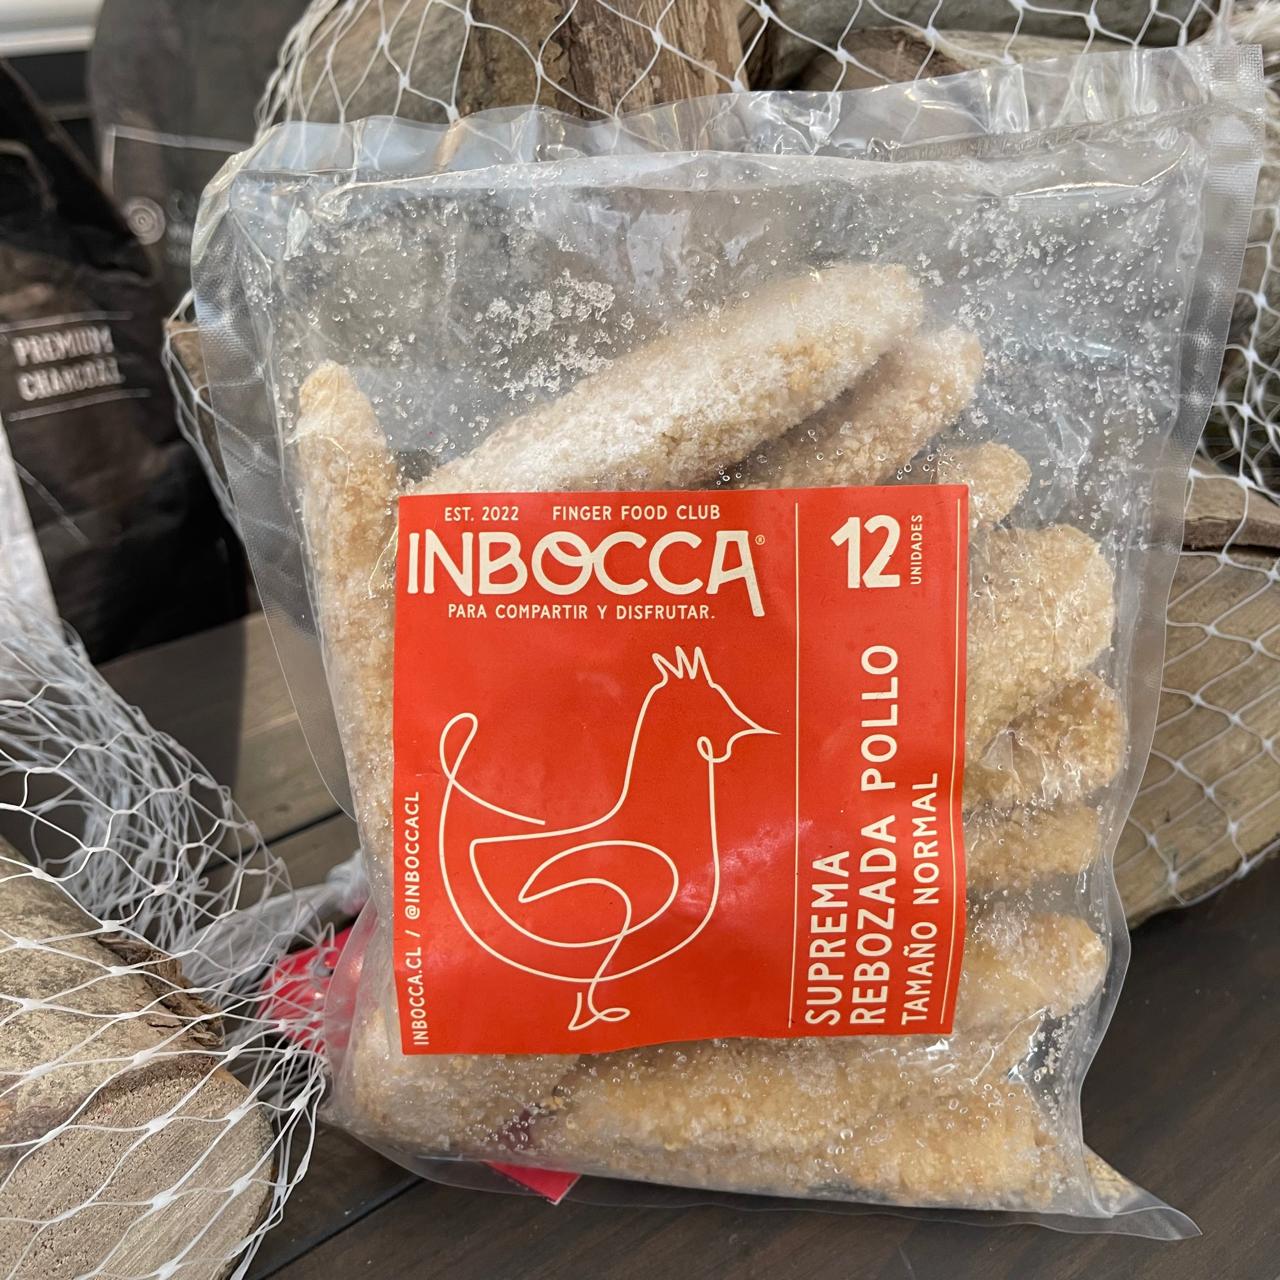 PREMIUM
CHARCOAL
EST. 2022 FINGER FOOD CLUB
INBOCCA®
PARA COMPARTIR Y DISFRUTAR.
12
UNIDADES
SUPREMA
REBOZADA POLLO
TAMAÑO NORMAL
INBOCCA.CL / @INBOCCACL